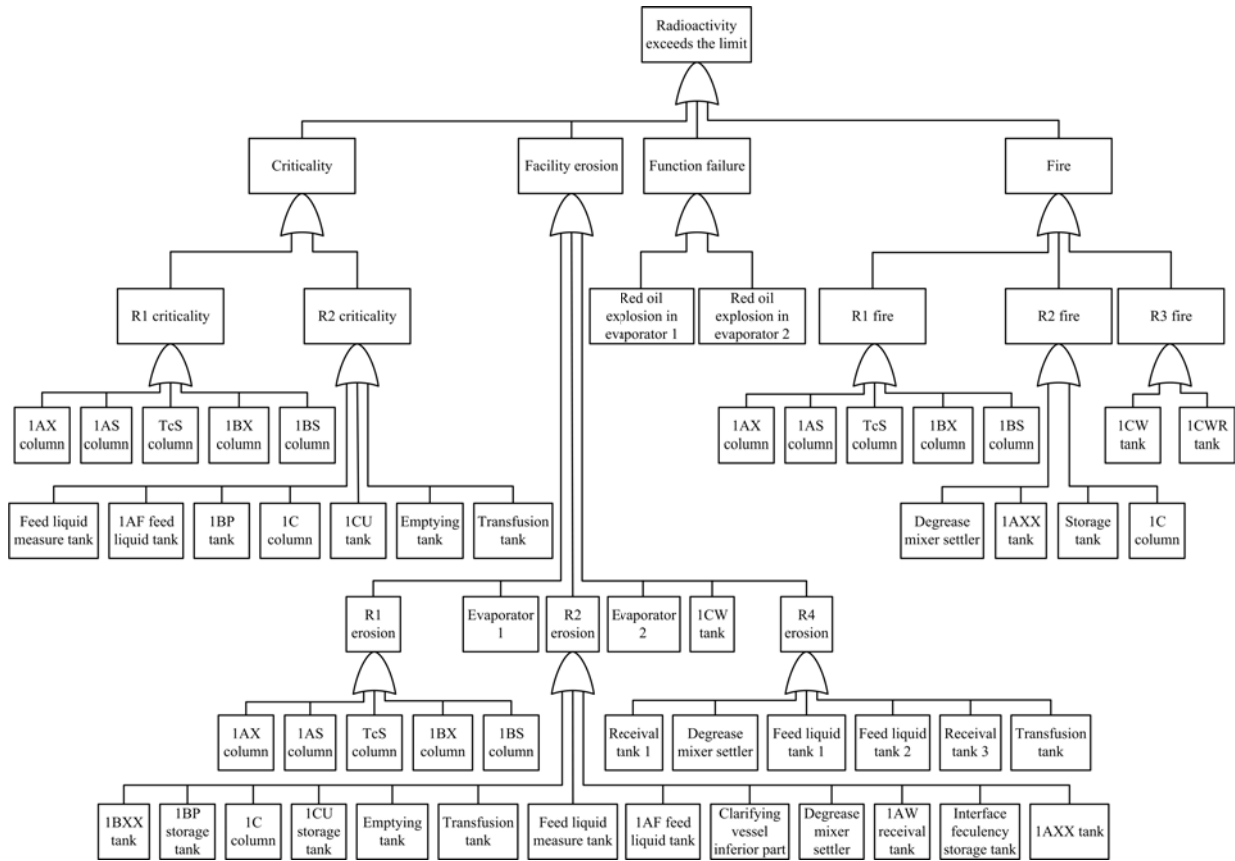 Radioactivity
exceeds the limit
Criticality
Facility erosion
Function failure
Fire
R1 criticality
R2 criticality
Red oil
explosion in
evaporator 1
Red oil
explosion in
evaporator 2
R1 fire
R2 fire
R3 fire
1AX
column
1AS
column
TcS
column
1BX
column
1BS
column
1AX
column
1AS
column
TcS
column
1BX
column
1BS
column
1CW
tank
1CWR
tank
Feed liquid
measure tank
1AF feed
liquid tank
1BP
tank
1C
column
1CU
tank
Emptying
tank
Transfusion
tank
Degrease
mixer settler
1AXX
tank
Storage
tank
1C
column
R1
erosion
Evaporator
1
R2
erosion
Evaporator
2
1CW
tank
R4
erosion
1AX
column
1AS
column
TcS
column
1BX
column
1BS
column
Receival
tank 1
Degrease
mixer settler
Feed liquid
tank 1
Feed liquid
tank 2
Receival
tank 3
Transfusion
tank
1BXX
tank
1BP
storage
tank
1C
column
1CU
storage
tank
Emptying
tank
Transfusion
tank
Feed liquid
measure tank
1AF feed
liquid tank
Clarifying
vessel
inferior part
Degrease
mixer
settler
1AW
receival
tank
Interface
feculency
storage tank
1AXX tank